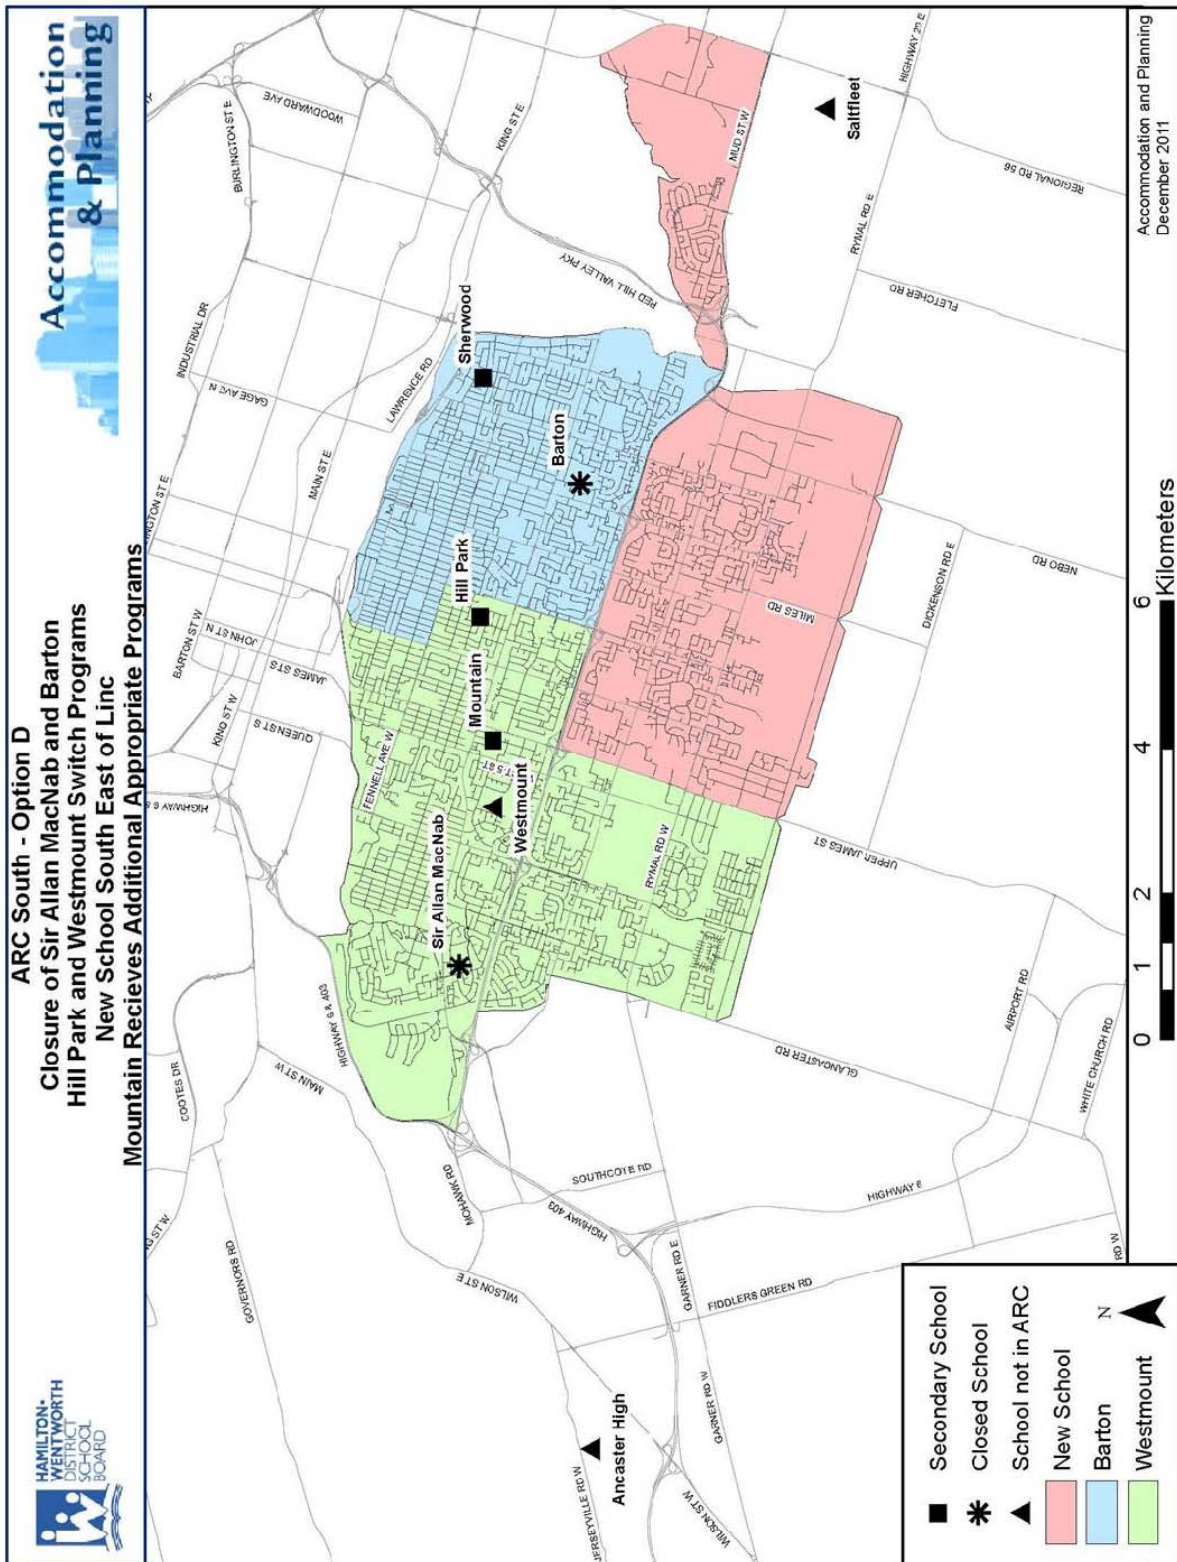 HAMILTON-
WENTWORTH
DISTRICT
SCHOOL
BOARD
ARC South - Option D
Closure of Sir Allan MacNab and Barton
Hill Park and Westmount Switch Programs
New School South East of Linc
Mountain Recieves Additional Appropriate Programs
Accommodation
& Planning
COOTES DR
GOVERNORS RD
MAIN ST W
HIGHWAY 6 & 403
KING ST W
QUEEN ST S
BARTON ST W
JOHN ST N
JAMES ST S
MAIN ST E
INDUSTRIAL DR
GAGE AVE N
BURLINGTON ST E
WOODWARD AVE
LAWRENCE RD
KING ST E
RED HILL VALLEY PKY
FENNELL AVE W
Sir Allan MacNab
Westmount
Mountain
Hill Park
Barton
Sherwood
MOHAWK RD
WILSON ST E
HIGHWAY 403
SOUTHCOTE RD
GARNER RD E
FIDDLERS GREEN RD
JERSEYVILLE RD W
Ancaster High
WILSON ST W
GARNER RD W
HIGHWAY 6
GLANCASTER RD
RYMAL RD W
UPPER JAMES ST
AIRPORT RD
WHITE CHURCH RD
RD W
MILES RD
DICKENSON RD E
NEBO RD
MUD ST W
Saltfleet
HIGHWAY 20 E
RYMAL RD E
REGIONAL RD 56
FLETCHER RD
Secondary School
Closed School
School not in ARC
New School
Barton
Westmount
N
0 1 2 4 6
Kilometers
Accommodation and Planning
December 2011